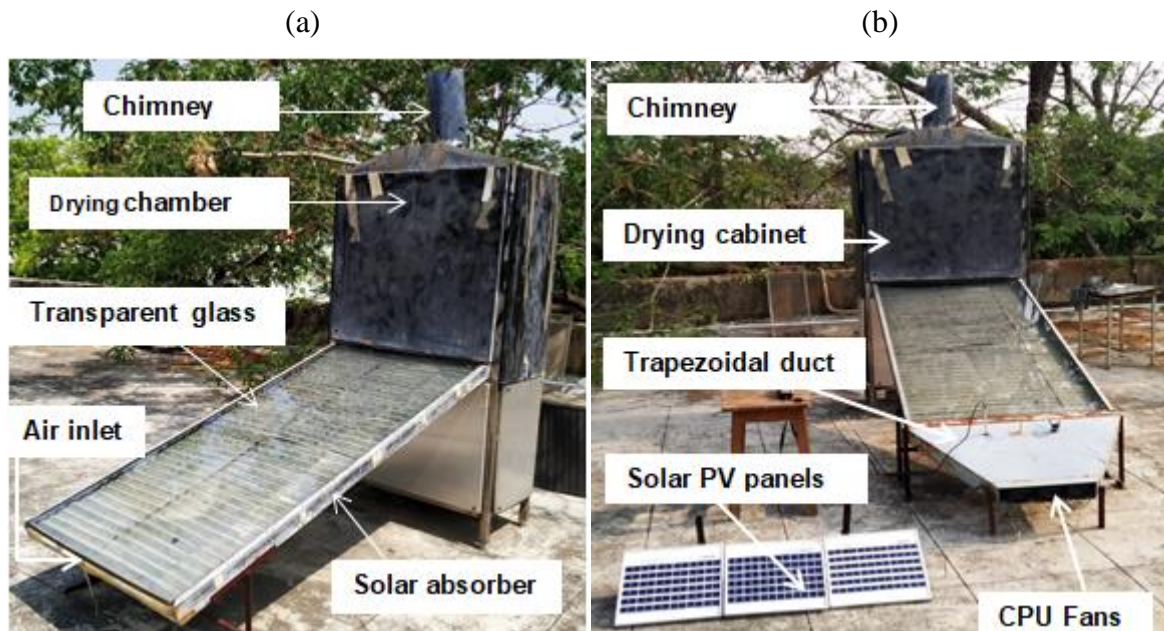 (a)
(b)
Chimney
Drying chamber
Transparent glass
Air inlet
Solar absorber
Chimney
Drying cabinet
Trapezoidal duct
Solar PV panels
CPU Fans